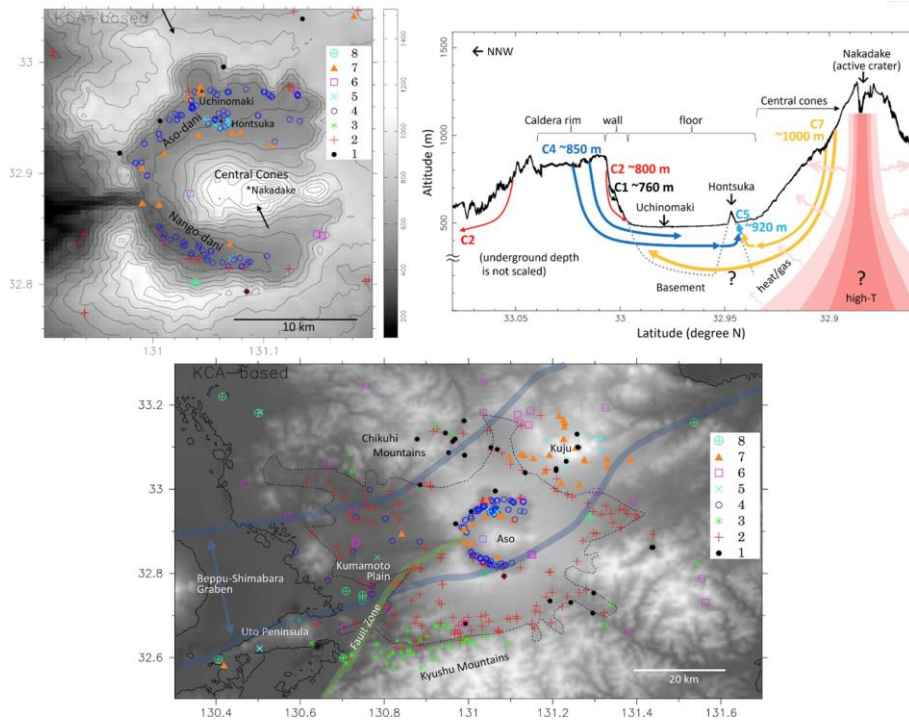 KCA-based
33
32.9
32.8
131
131.1
Uchinomaki
Aso-dani
Hontsuka
Central Cones
*Nakadake
Nango-dani
10 km
8
7
6
5
4
3
2
1
1400
1200
1000
800
600
400
200
← NNW
Nakadake
(active crater)
Central cones
Caldera rim
wall
floor
C7
~1000 m
C4 ~850 m
C2 ~800 m
C1 ~760 m
Uchinomaki
Hontsuka
C5
~920 m
C2
(underground depth
is not scaled)
Basement
?
heat/gas
?
high-T
Altitude (m)
1500
1000
500
33.05
33
32.95
32.9
Latitude (degree N)
KCA-based
33.2
33
32.8
32.6
130.4
130.5
130.6
130.7
130.8
130.9
131
131.1
131.2
131.3
131.4
131.5
131.6
Chikuhi
Mountains
Kuju
Aso
Kumamoto
Plain
Beppu-Shimabara
Graben
Uto Peninsula
Fault Zone
Kyushu Mountains
20 km
8
7
6
5
4
3
2
1